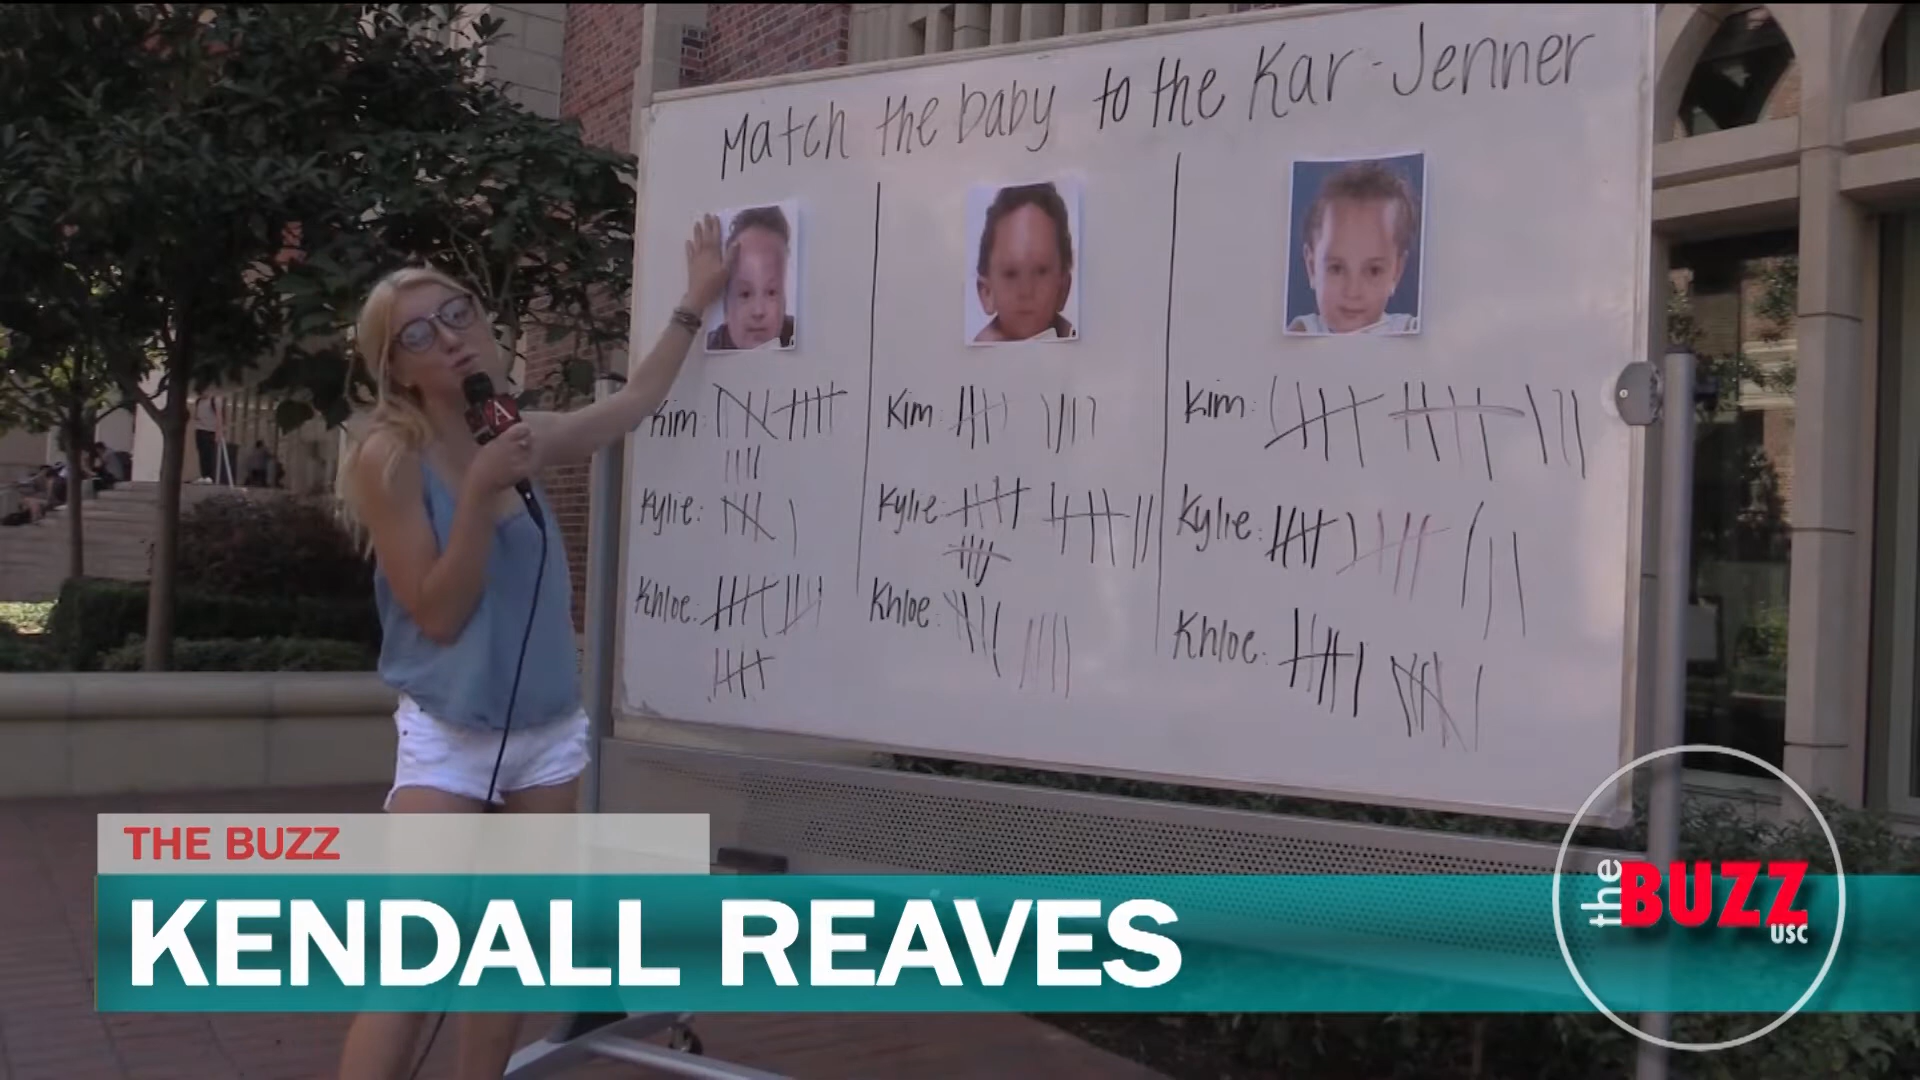 Match the baby to the Kar-Jenner
Kim: Kim: Kim:
Kylie: Kylie Kylie:
Khloe: Khloe: Khloe:
A
THE BUZZ
KENDALL REAVES
the BUZZ
USC